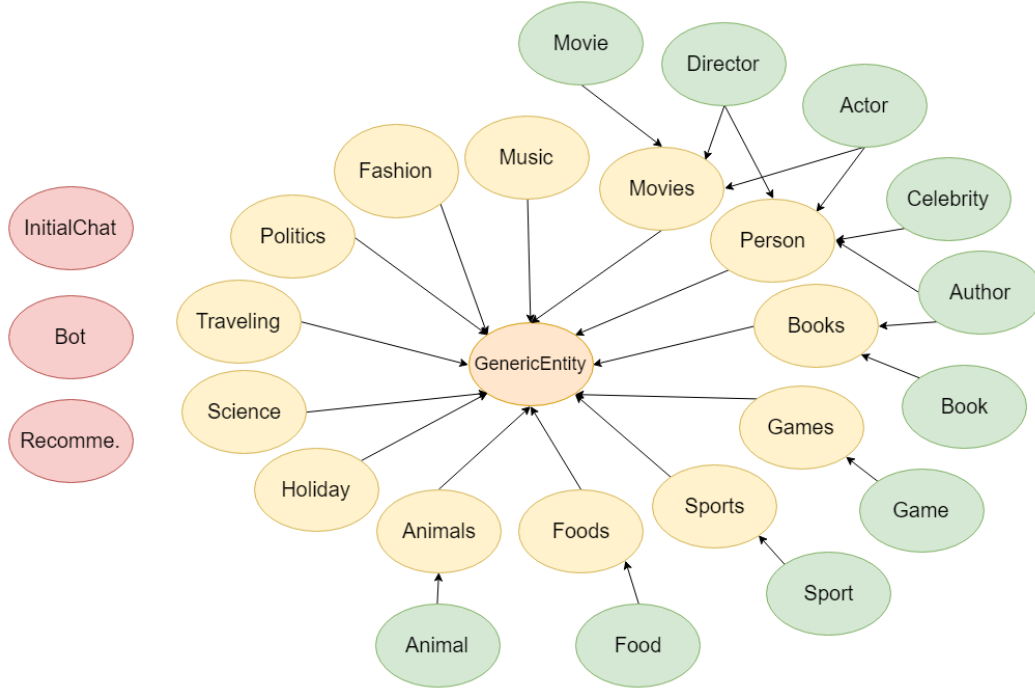 Movie
Director
Actor
Music
Fashion
Movies
Celebrity
InitialChat
Politics
Person
Author
Traveling
Books
Bot
GenericEntity
Science
Book
Games
Recomme.
Holiday
Sports
Game
Animals
Foods
Sport
Animal
Food